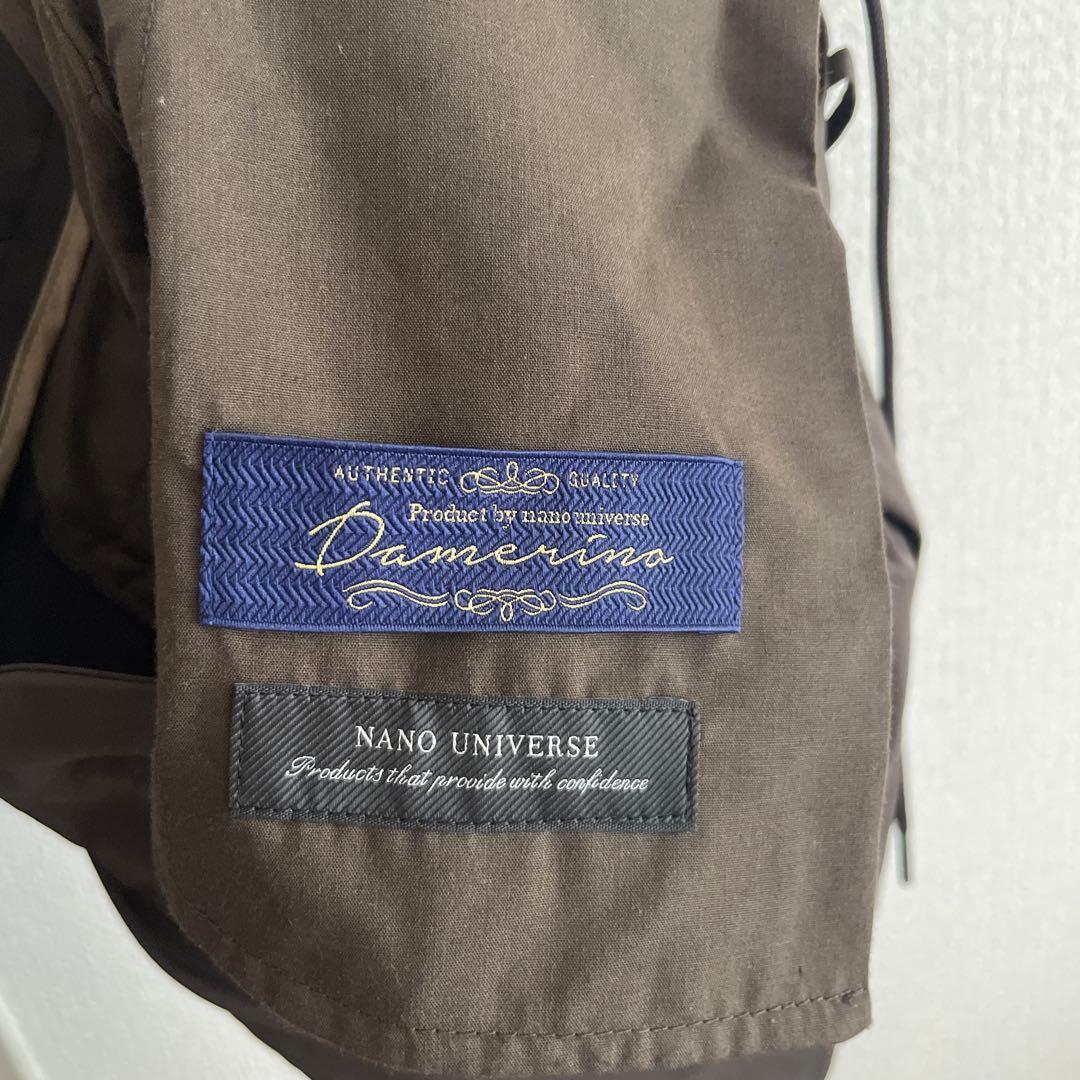 AUTHENTIC QUALITY
Product by nano universe
Damerino
NANO UNIVERSE
Products that provide with confidence